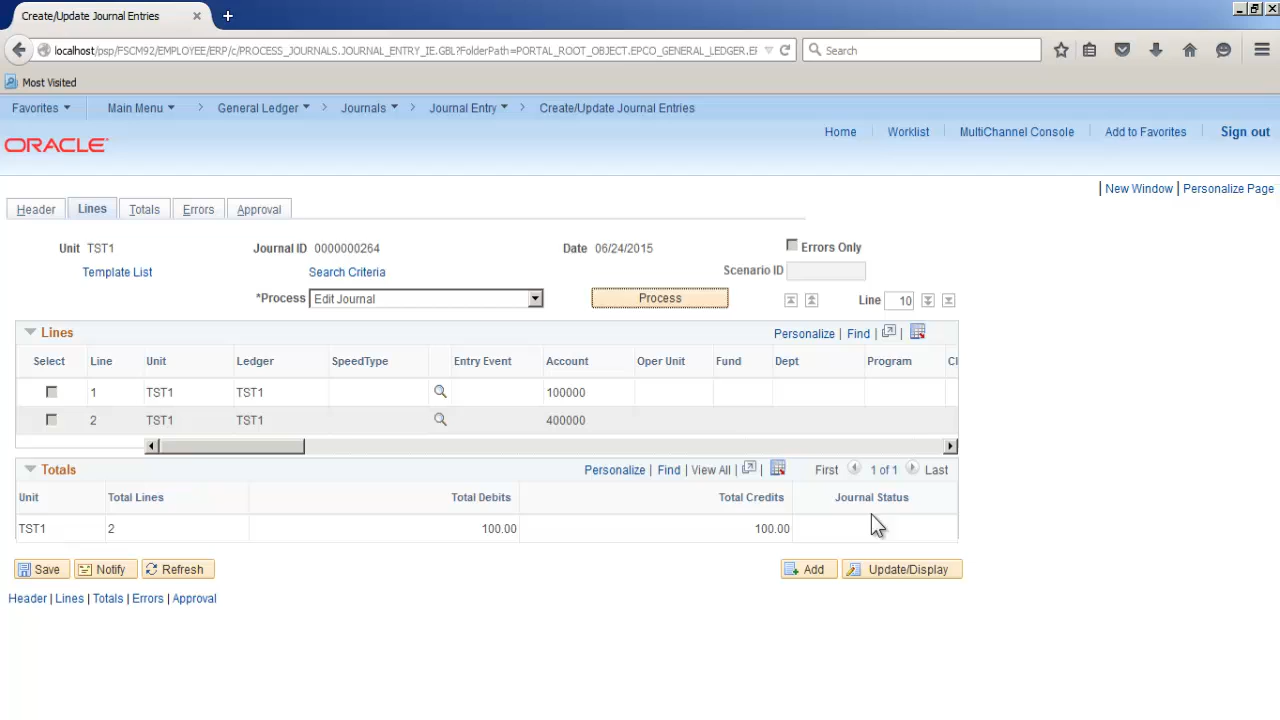 Create/Update Journal Entries
localhost/psp/FSCM92/EMPLOYEE/ERP/c/PROCESS_JOURNALS.JOURNAL_ENTRY_IE.GBL?FolderPath=PORTAL_ROOT_OBJECT.EPCO_GENERAL_LEDGER.EF
Search
Most Visited
Favorites Main Menu > General Ledger > Journals > Journal Entry > Create/Update Journal Entries
Home Worklist MultiChannel Console Add to Favorites Sign out
ORACLE
New Window | Personalize Page
Header Lines Totals Errors Approval
Unit TST1 Journal ID 0000000264 Date 06/24/2015 Errors Only
Template List Search Criteria Scenario ID
*Process Edit Journal Process Line 10
Lines Personalize | Find | |
Select Line Unit Ledger SpeedType Entry Event Account Oper Unit Fund Dept Program Cl
1 TST1 TST1 100000
2 TST1 TST1 400000
Totals Personalize | Find | View All | | First 1 of 1 Last
Unit Total Lines Total Debits Total Credits Journal Status
TST1 2 100.00 100.00
Save Notify Refresh Add Update/Display
Header | Lines | Totals | Errors | Approval